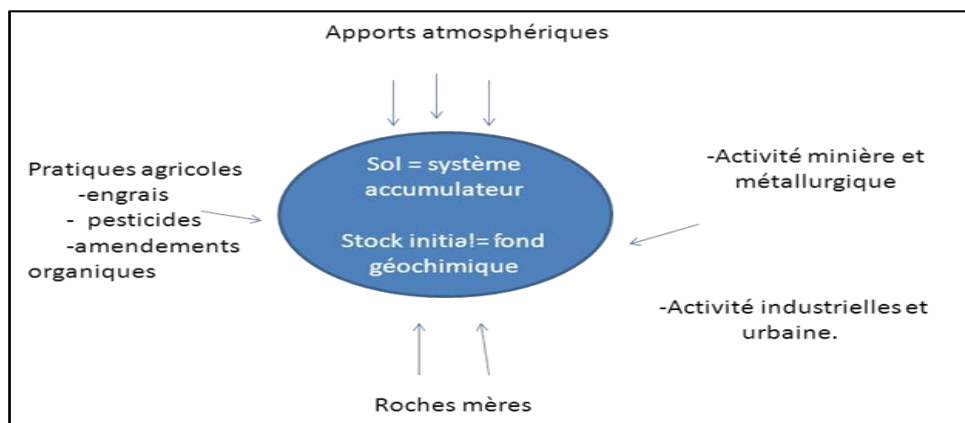 Apports atmosphériques
Pratiques agricoles
-engrais
- pesticides
-amendements
organiques
Sol = système
accumulateur
Stock initial= fond
géochimique
-Activité minière et
métallurgique
-Activité industrielles et
urbaine.
Roches mères